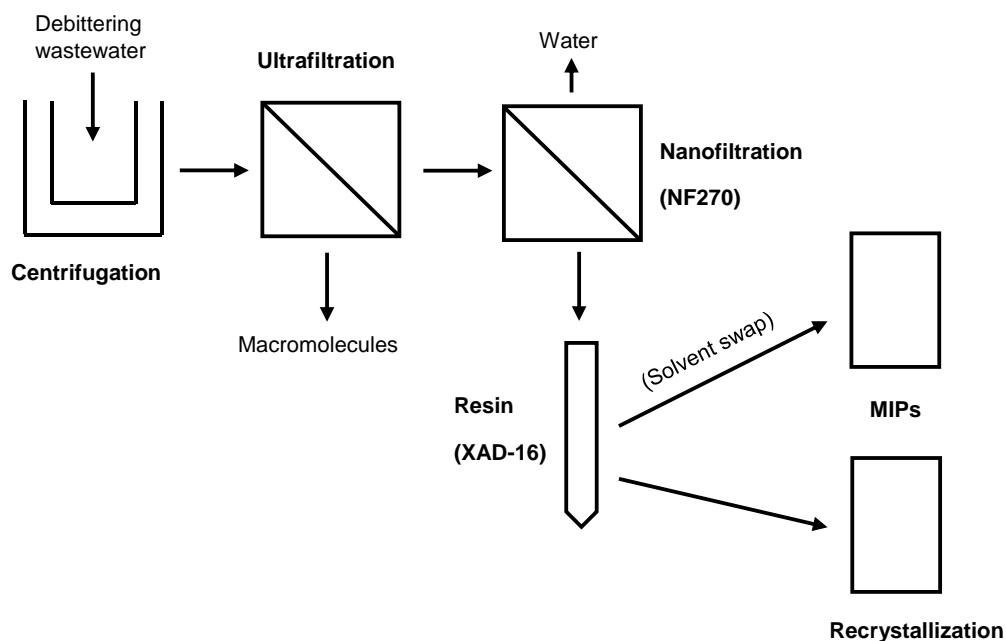 Debittering
wastewater
Ultrafiltration
Water
Nanofiltration
(NF270)
Centrifugation
Macromolecules
(Solvent swap)
Resin
(XAD-16)
MIPs
Recrystallization